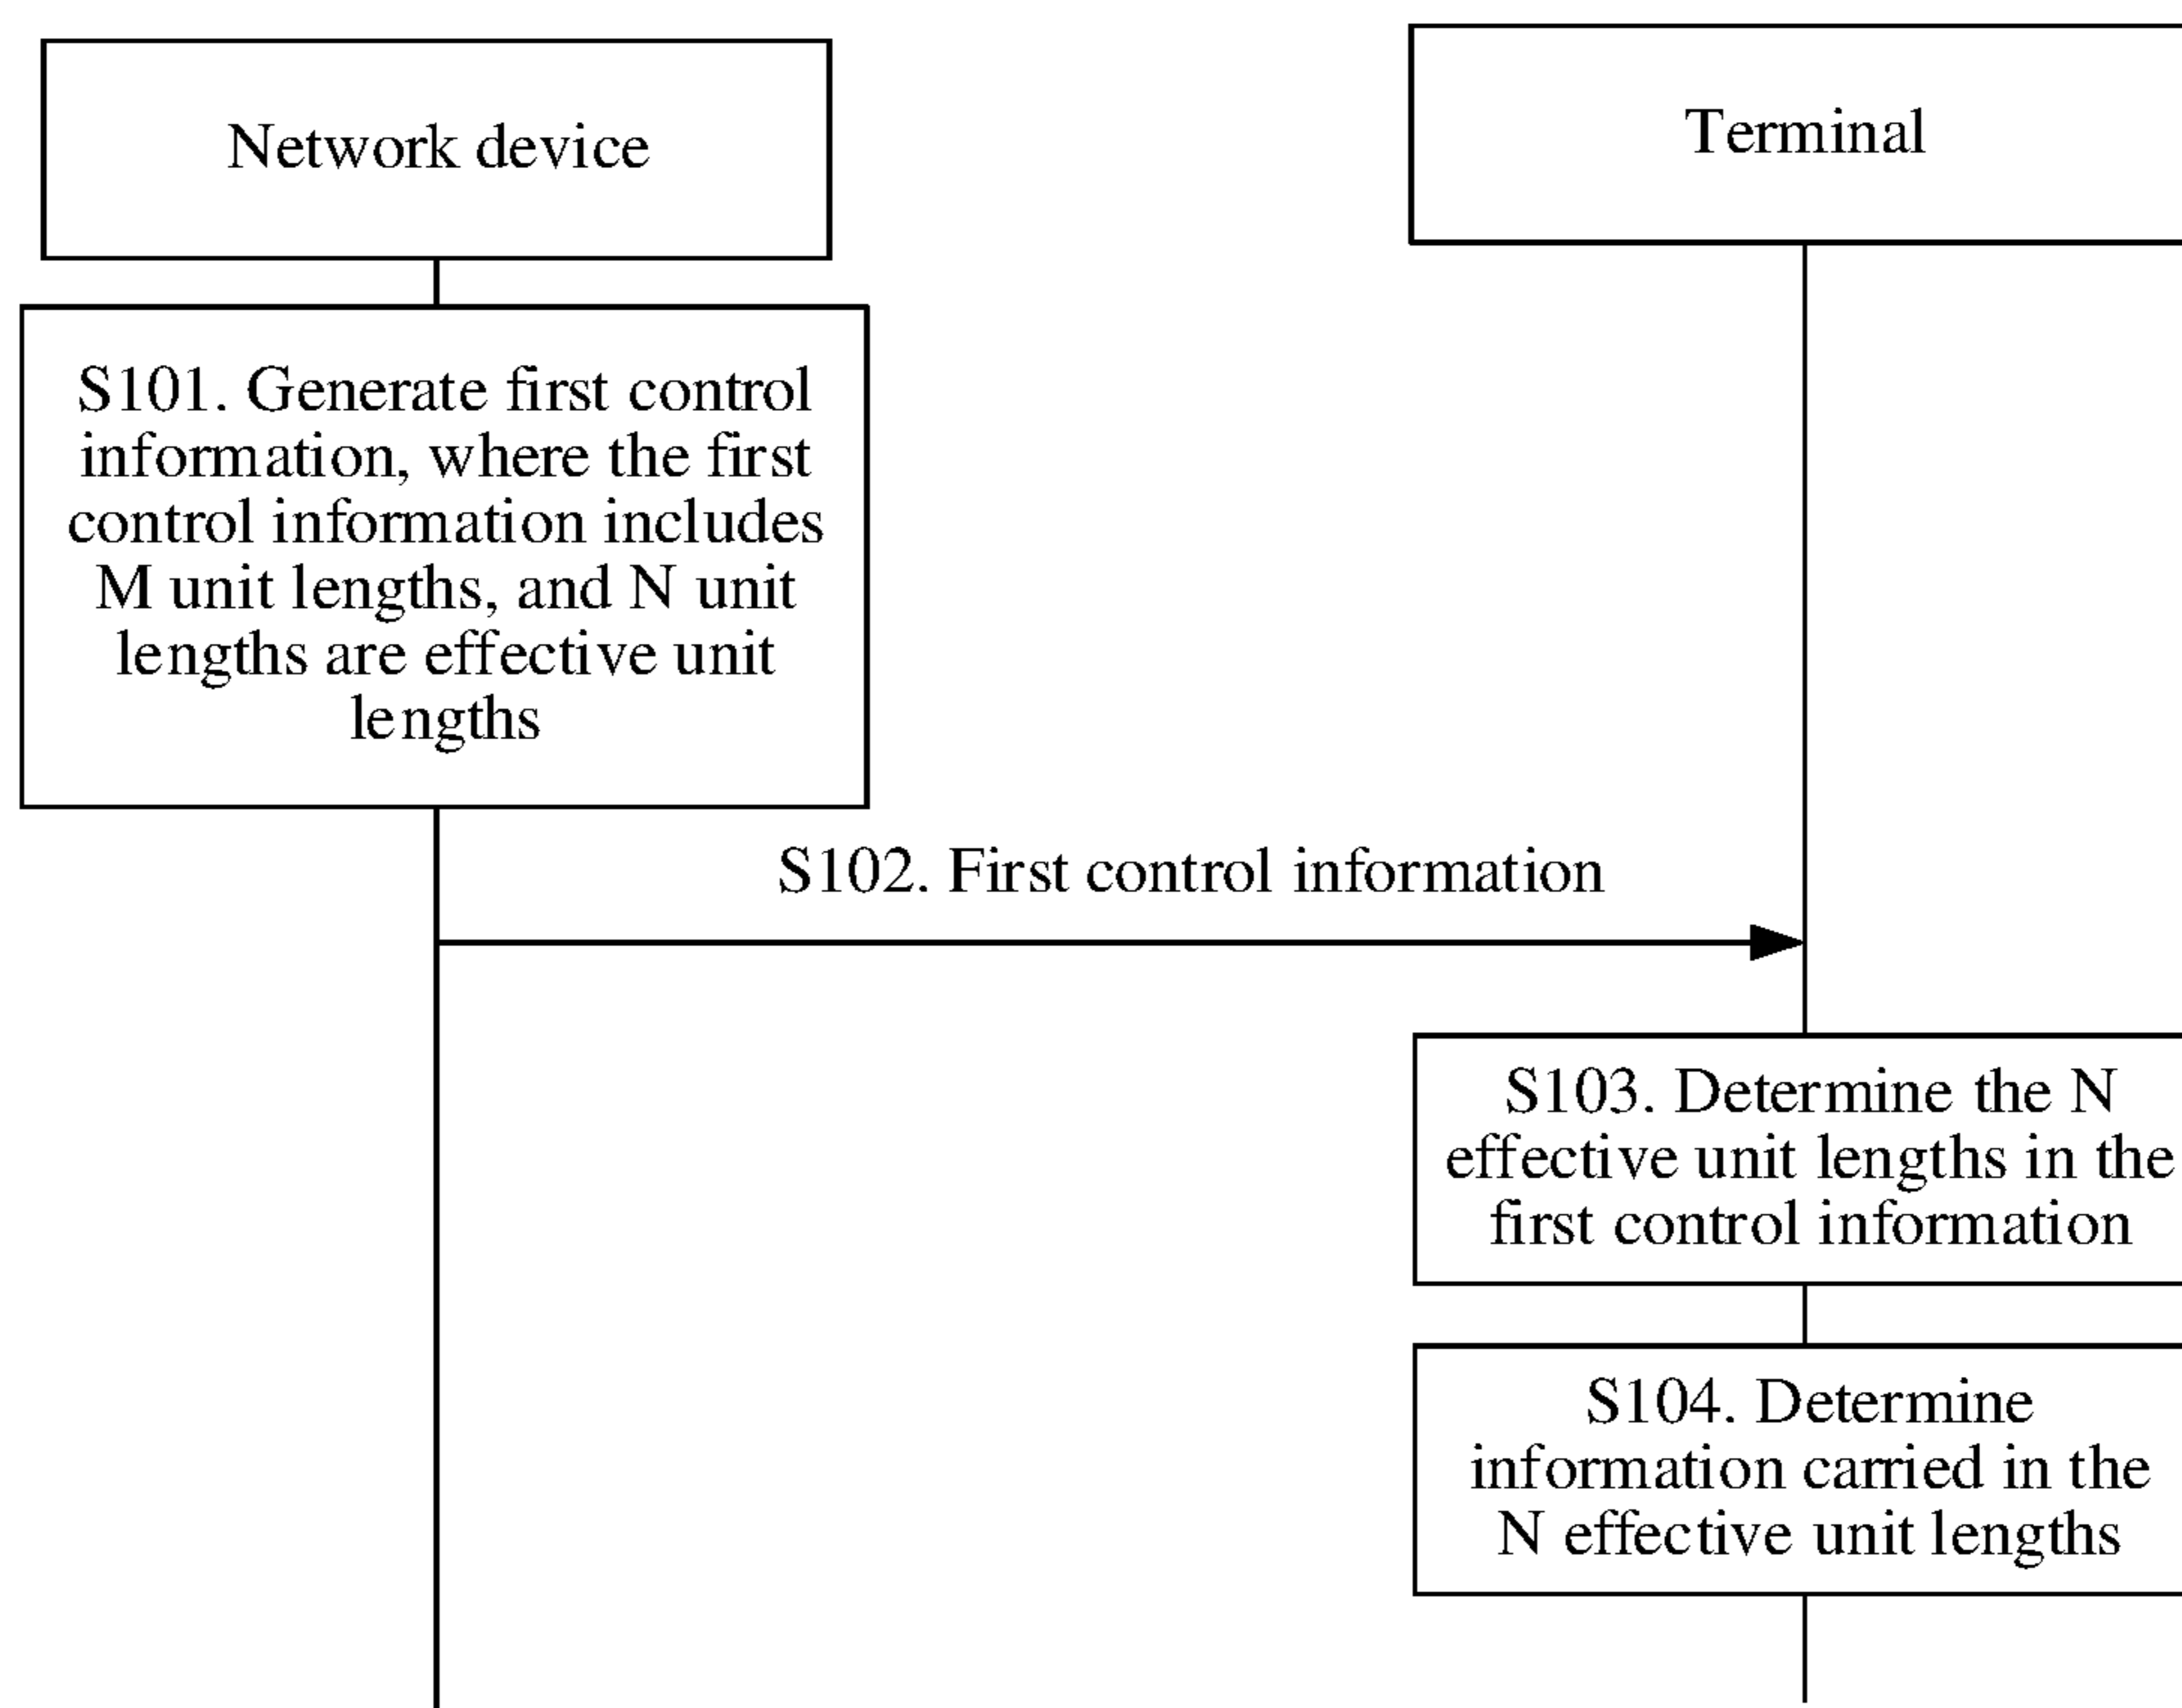 Network device
Terminal
S101. Generate first control
information, where the first
control information includes
M unit lengths, and N unit
lengths are effective unit
lengths
S102. First control information
S103. Determine the N
effective unit lengths in the
first control information
S104. Determine
information carried in the
N effective unit lengths